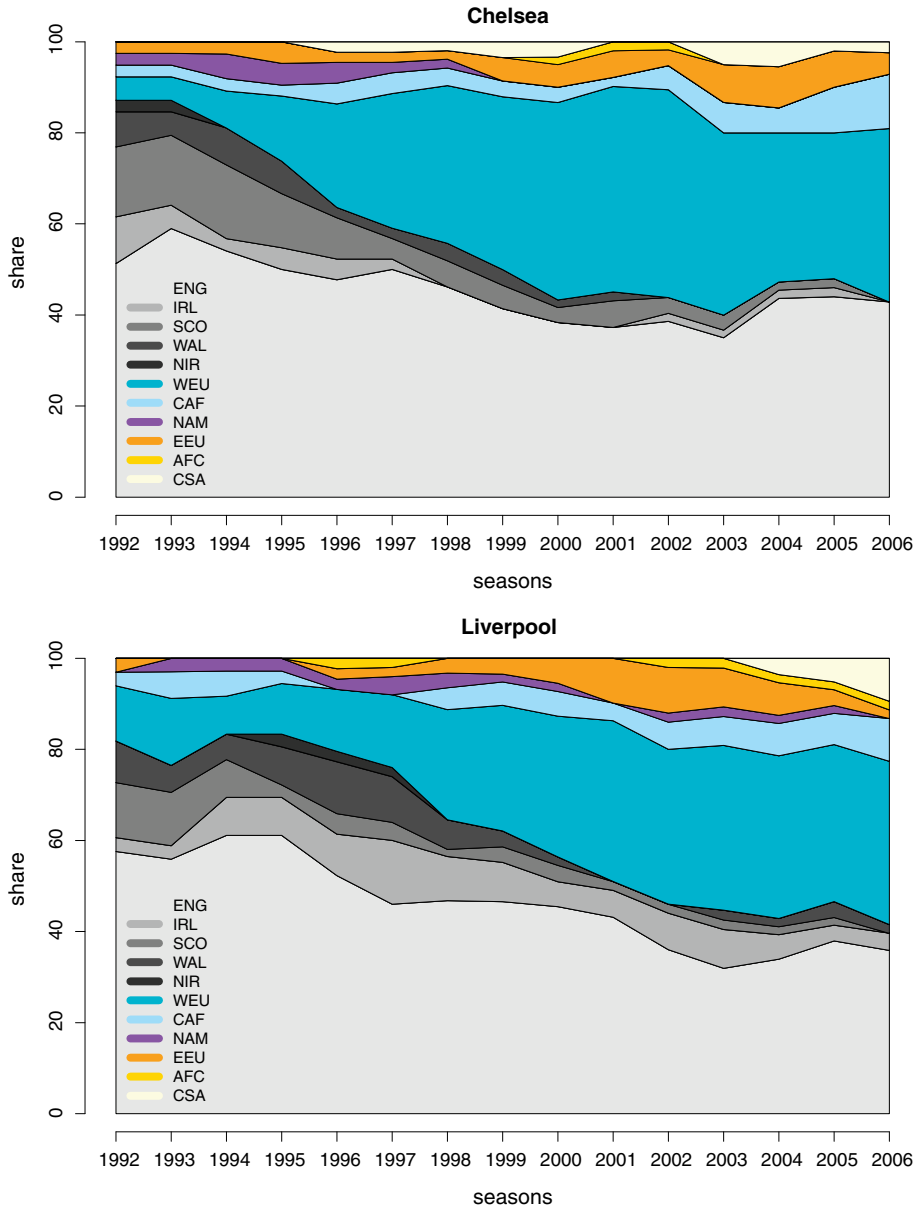 Chelsea
share
100
80
60
40
20
0
ENG
IRL
SCO
WAL
NIR
WEU
CAF
NAM
EEU
AFC
CSA
1992 1993 1994 1995 1996 1997 1998 1999 2000 2001 2002 2003 2004 2005 2006
seasons
Liverpool
share
100
80
60
40
20
0
ENG
IRL
SCO
WAL
NIR
WEU
CAF
NAM
EEU
AFC
CSA
1992 1993 1994 1995 1996 1997 1998 1999 2000 2001 2002 2003 2004 2005 2006
seasons